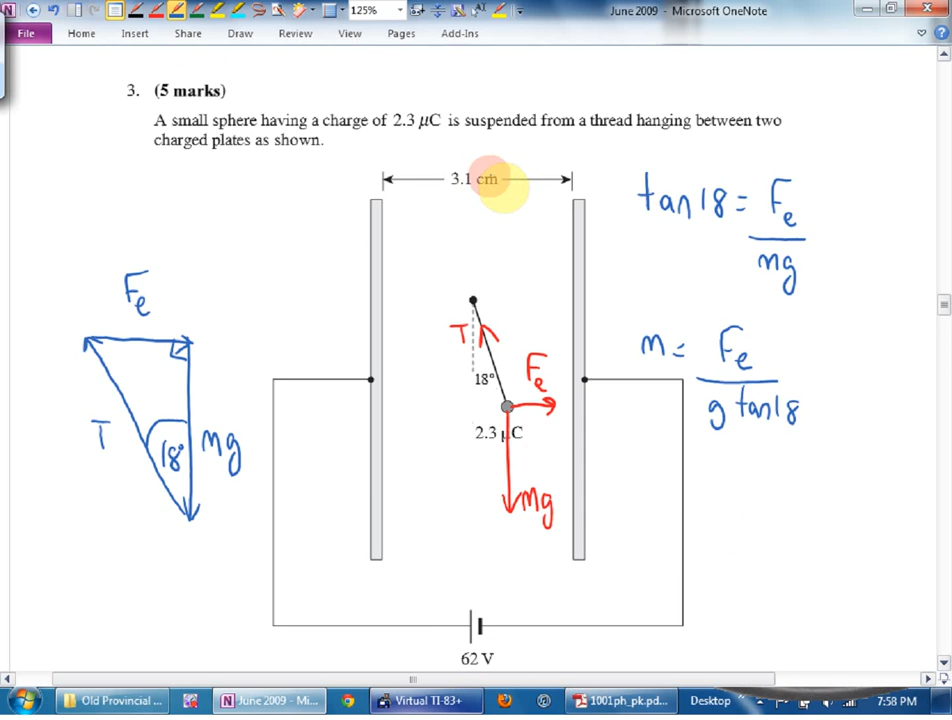 125%
June 2009 - Microsoft OneNote
File Home Insert Share Draw Review View Pages Add-Ins
3. (5 marks)
A small sphere having a charge of 2.3 μC is suspended from a thread hanging between two
charged plates as shown.
3.1 cm
tan18 = Fe
mg
Fe
T
18°
Fe
m = Fe
g tan18
T
18°
mg
2.3 μC
mg
62 V
Old Provincial
June 2009 - Mi...
Virtual TI-83+
1001ph_pk.pd...
Desktop
7:58 PM